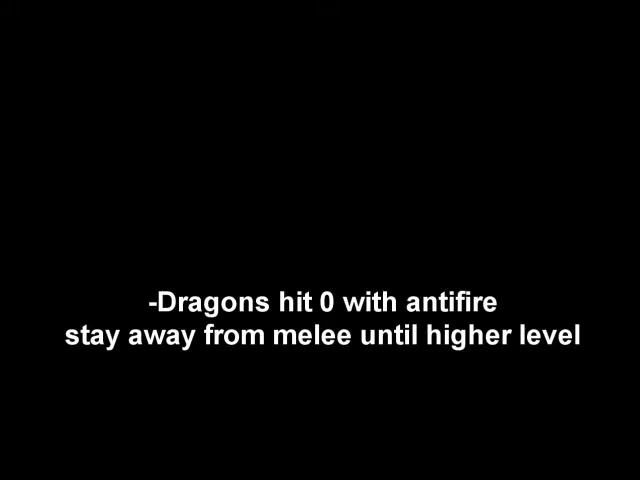 -Dragons hit 0 with antifire
stay away from melee until higher level